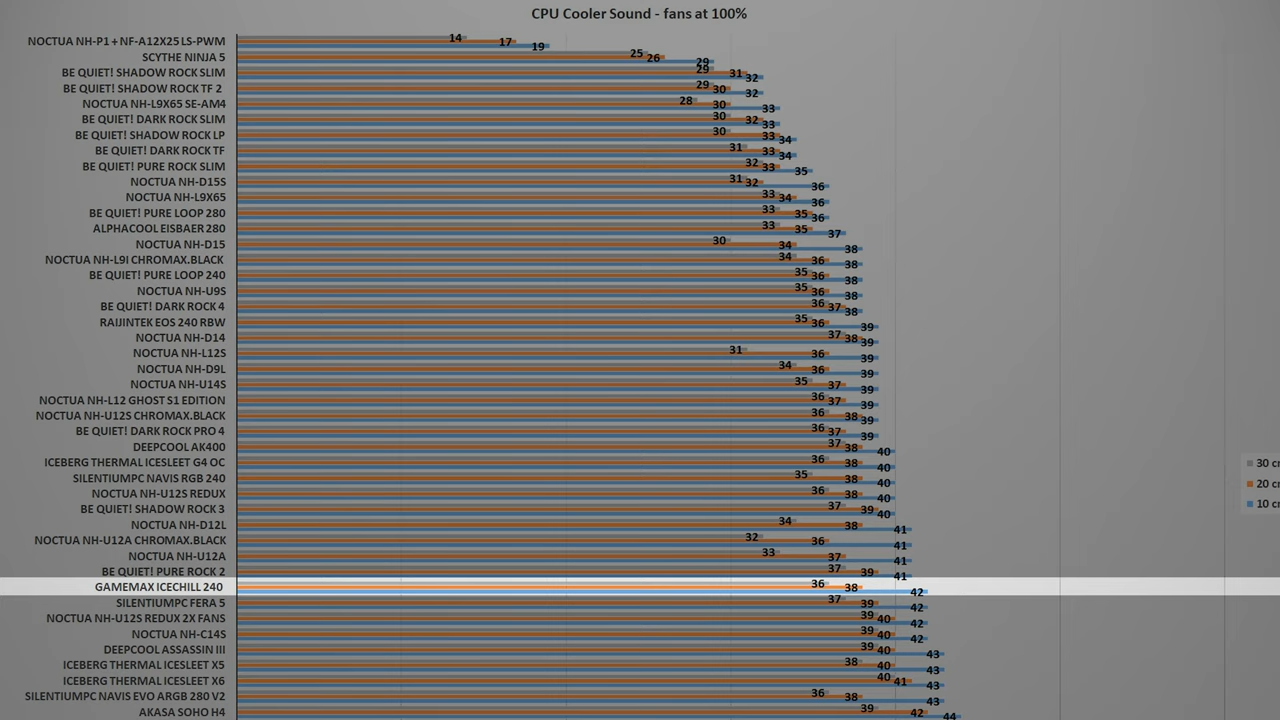 CPU Cooler Sound - fans at 100%
NOCTUA NH-P1 + NF-A12X25 LS-PWM 14 17 19
SCYTHE NINJA 5 25 26 29
BE QUIET! SHADOW ROCK SLIM 29 31 32
BE QUIET! SHADOW ROCK TF 2 29 30 32
NOCTUA NH-L9X65 SE-AM4 28 30 33
BE QUIET! DARK ROCK SLIM 30 32 33
BE QUIET! SHADOW ROCK LP 30 33 34
BE QUIET! DARK ROCK TF 31 33 34
BE QUIET! PURE ROCK SLIM 32 33 35
NOCTUA NH-D15S 31 32 36
NOCTUA NH-L9X65 33 34 36
BE QUIET! PURE LOOP 280 33 35 36
ALPHACOOL EISBAER 280 33 35 37
NOCTUA NH-D15 30 34 38
NOCTUA NH-L9I CHROMAX.BLACK 34 36 38
BE QUIET! PURE LOOP 240 35 36 38
NOCTUA NH-U9S 35 36 38
BE QUIET! DARK ROCK 4 36 37 38
RAIJINTEK EOS 240 RBW 35 36 39
NOCTUA NH-D14 37 38 39
NOCTUA NH-L12S 31 36 39
NOCTUA NH-D9L 34 36 39
NOCTUA NH-U14S 35 37 39
NOCTUA NH-L12 GHOST S1 EDITION 36 37 39
NOCTUA NH-U12S CHROMAX.BLACK 36 38 39
BE QUIET! DARK ROCK PRO 4 36 37 39
DEEPCOOL AK400 37 38 40
ICEBERG THERMAL ICESLEET G4 OC 36 38 40
SILENTIUMPC NAVIS RGB 240 35 38 40
NOCTUA NH-U12S REDUX 36 38 40
BE QUIET! SHADOW ROCK 3 37 39 40
NOCTUA NH-D12L 34 38 41
NOCTUA NH-U12A CHROMAX.BLACK 32 36 41
NOCTUA NH-U12A 33 37 41
BE QUIET! PURE ROCK 2 37 39 41
GAMEMAX ICECHILL 240 36 38 42
SILENTIUMPC FERA 5 37 39 42
NOCTUA NH-U12S REDUX 2X FANS 39 40 42
NOCTUA NH-C14S 39 40 42
DEEPCOOL ASSASSIN III 39 40 43
ICEBERG THERMAL ICESLEET X5 38 40 43
ICEBERG THERMAL ICESLEET X6 40 41 43
SILENTIUMPC NAVIS EVO ARGB 280 V2 36 38 43
AKASA SOHO H4 39 42 44
30 cm
20 cm
10 cm